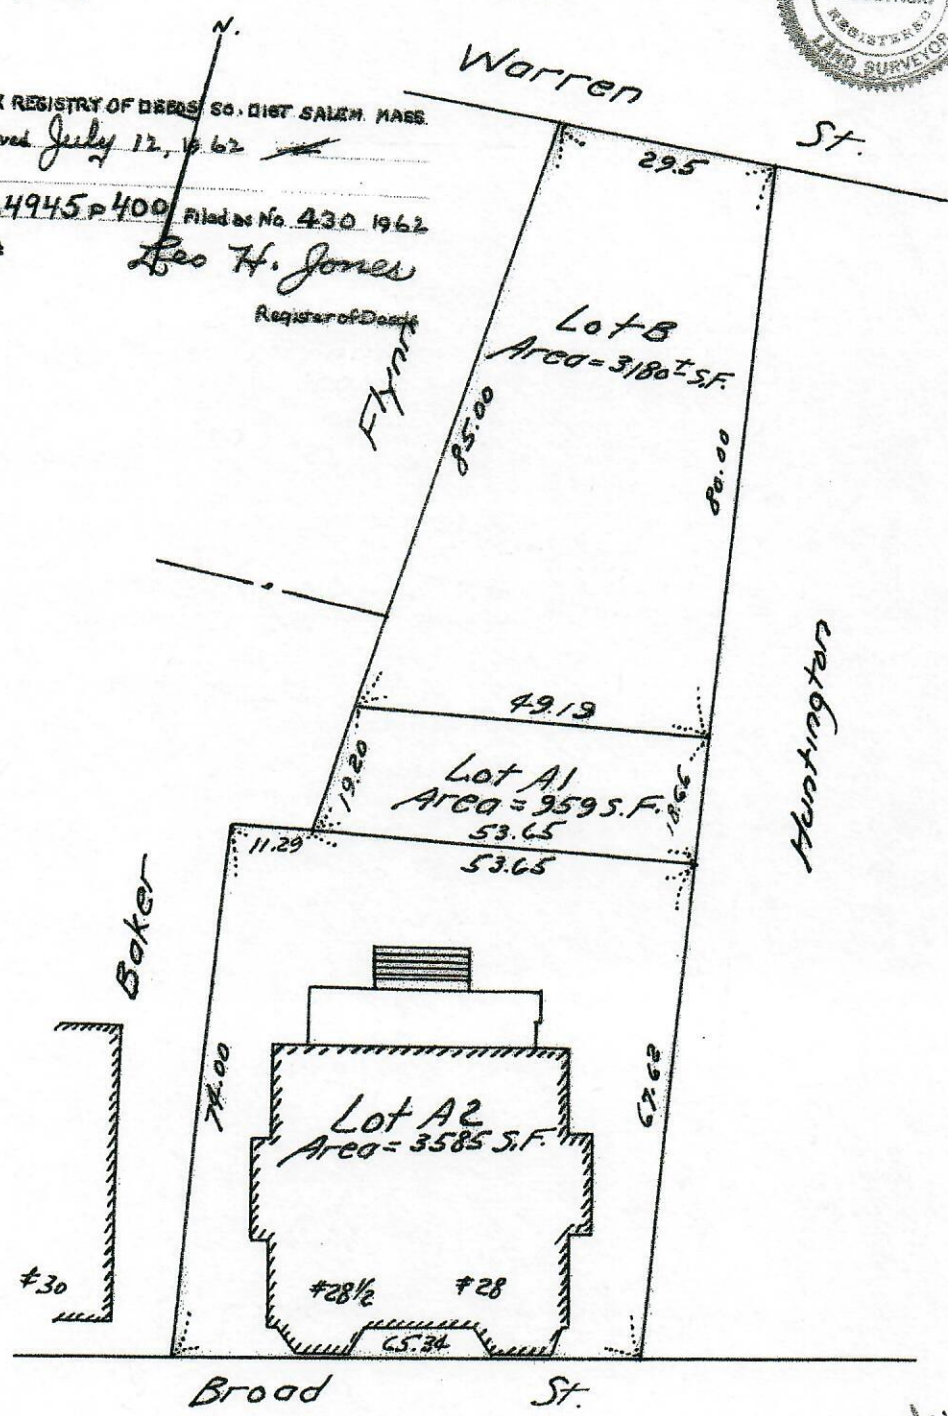 N.
REGISTERED
LAND SURVEYOR
Warren St.
REGISTRY OF DEEDS SO. DIST SALEM MASS.
July 12, 1962
4945 P 400 Filed as No. 430 1962
Leo H. Jones
Register of Deeds
29.5
Lot B
Area = 3180± S.F.
Flynn
85.00
80.00
Huntington
49.19
Lot A1
Area = 959 S.F.
19.20
18.66
53.65
11.29
53.65
Baker
74.00
67.62
Lot A2
Area = 3585 S.F.
#30
#28½
#28
65.34
Broad St.